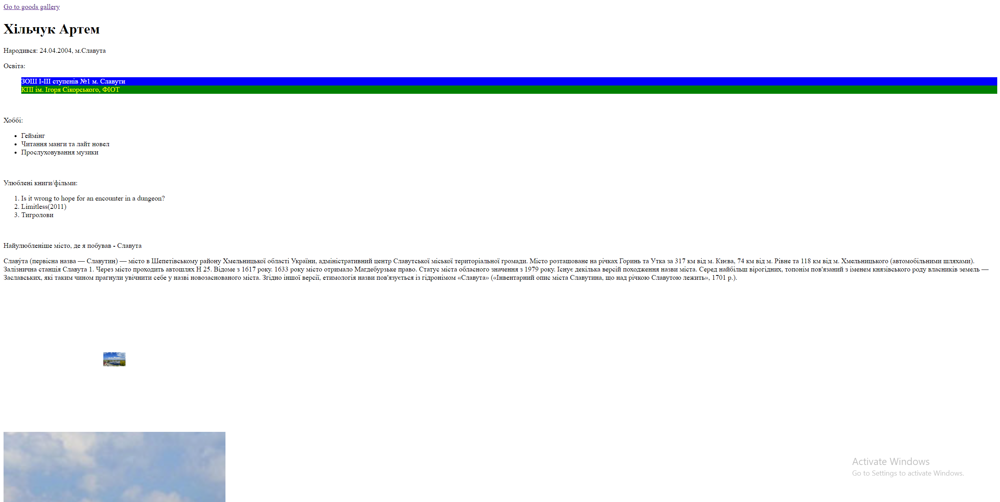 Go to goods gallery
Хільчук Артем
Народився: 24.04.2004, м.Славута
Освіта:
ЗОШ І-ІІІ ступенів №1 м. Славути
КПІ ім. Ігоря Сікорського, ФІОТ
Хоббі:
• Геймінг
• Читання манги та лайт новел
• Прослуховування музики
Улюблені книги/фільми:
1. Is it wrong to hope for an encounter in a dungeon?
2. Limitless(2011)
3. Тигролови
Найулюбленіше місто, де я побував - Славута
Славу́та (первісна назва — Славутин) — місто в Шепетівському району Хмельницької області України, адміністративний центр Славутської міської територіальної громади. Місто розташоване на річках Горинь та Утка за 317 км від м. Києва, 74 км від м. Рівне та 118 км від м. Хмельницького (автомобільними шляхами).
Залізнична станція Славута 1. Через місто проходить автошлях Н 25. Відоме з 1617 року. 1633 року місто отримало Магдебурзьке право. Статус міста обласного значення з 1979 року. Існує декілька версій походження назви міста. Серед найбільш вірогідних, топонім пов'язаний з іменем князівського роду власників земель —
Заславських, які таким чином прагнули увічнити себе у назві новозаснованого міста. Згідно іншої версії, етимологія назви пов'язується із гідронімом «Славута» («Інвентарний опис міста Славутина, що над річкою Славутою лежить», 1701 р.).
Activate Windows
Go to Settings to activate Windows.